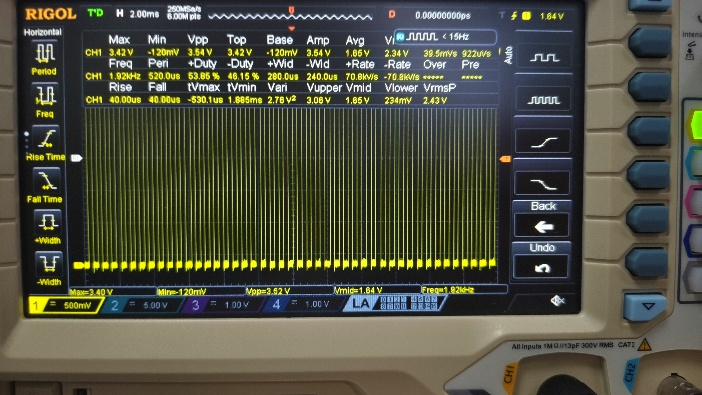 RIGOL T'D H 2.00ms 250MSa/s 6.00M pts D 0.00000000ps T 1.64 V
Horizontal
Max Min Vpp Top Base Amp Avg < 15Hz
CH1 3.42 V -120mV 3.54 V 3.42 V -120mV 3.54 V 1.65 V 2.34 V 39.5mVs 922uVs
Freq Peri +Duty -Duty +Wid -Wid +Rate -Rate Over Pre
CH1 1.92kHz 520.0us 53.85 % 46.15 % 280.0us 240.0us 70.8kV/s -70.8kV/s ***** *****
Rise Fall tVmax tVmin Vari Vupper Vmid Vlower VrmsP
CH1 40.00us 40.00us -530.1us 1.685ms 2.78 V² 3.06 V 1.65 V 234mV 2.43 V
Period
Freq
Rise Time
Fall Time
+Width
-Width
Auto
Back
Undo
Max=3.40 V Min=-120mV Vpp=3.52 V Vmid=1.64 V Freq=1.92kHz
1 = 500mV 2 = 5.00 V 3 = 1.00 V 4 = 1.00 V LA
All Inputs 1MΩ//13pF 300V RMS CAT2
CH1 CH2